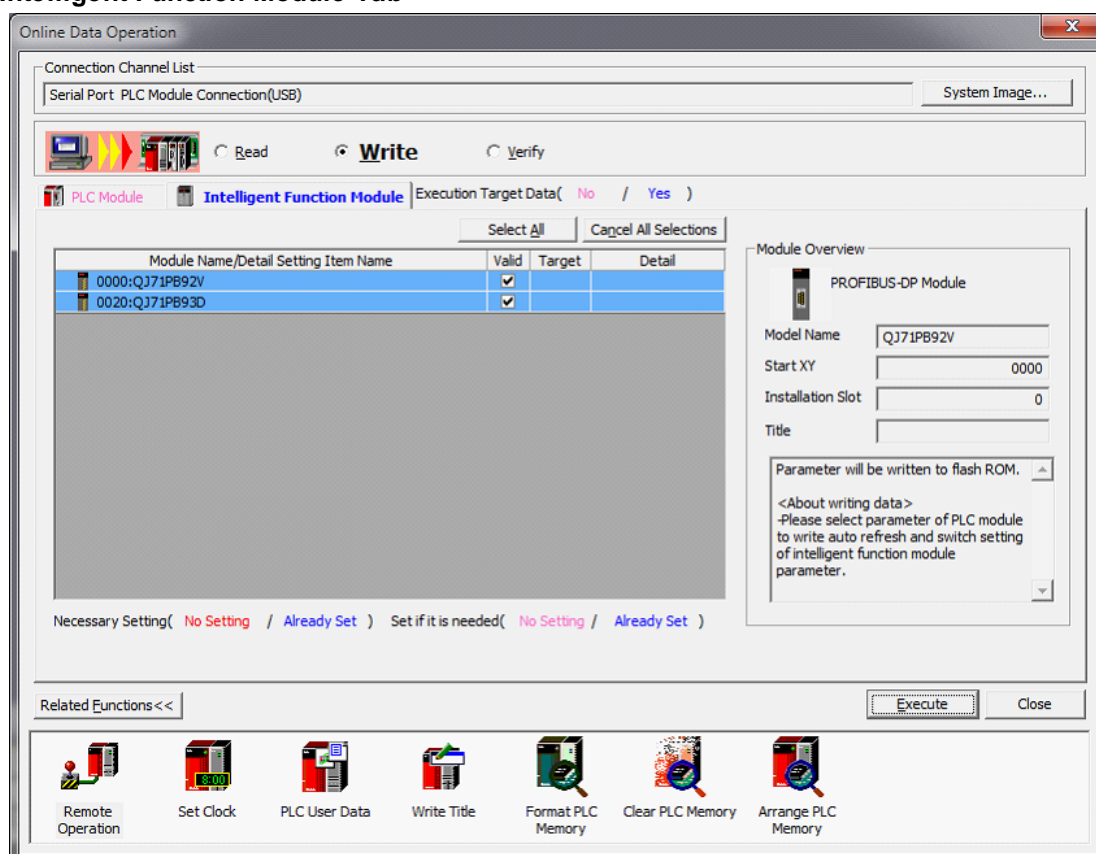 Intelligent Function Module Tab
Online Data Operation
X
Connection Channel List
Serial Port PLC Module Connection(USB)
System Image...
Read
Write
Verify
PLC Module
Intelligent Function Module
Execution Target Data( No / Yes )
Select All
Cancel All Selections
Module Name/Detail Setting Item Name Valid Target Detail
0000:QJ71PB92V
0020:QJ71PB93D
Module Overview
PROFIBUS-DP Module
Model Name QJ71PB92V
Start XY 0000
Installation Slot 0
Title
Parameter will be written to flash ROM.
<About writing data>
-Please select parameter of PLC module
to write auto refresh and switch setting
of intelligent function module
parameter.
Necessary Setting( No Setting / Already Set ) Set if it is needed( No Setting / Already Set )
Related Functions<<
Execute
Close
8:00
Remote
Operation
Set Clock
PLC User Data
Write Title
Format PLC
Memory
Clear PLC Memory
Arrange PLC
Memory